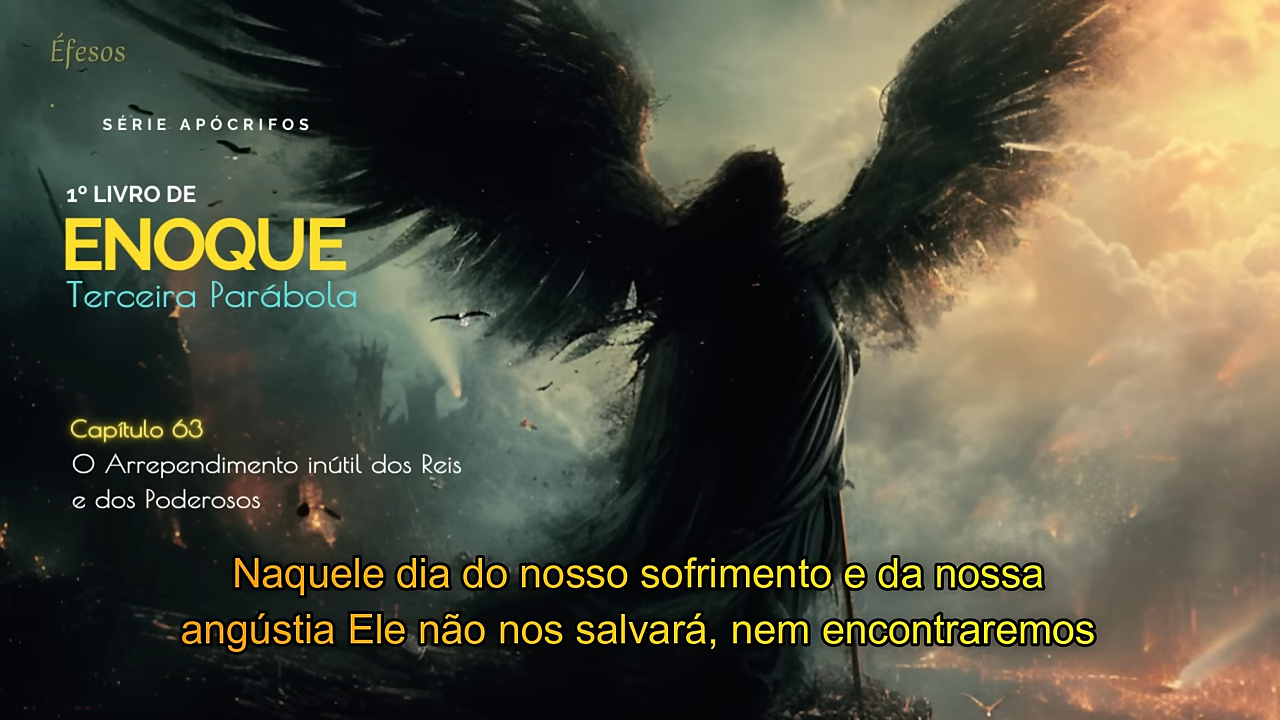 Éfesos
SÉRIE APÓCRIFOS
1º LIVRO DE
ENOQUE
Terceira Parábola
Capítulo 63
O Arrependimento inútil dos Reis
e dos Poderosos
Naquele dia do nosso sofrimento e da nossa
angústia Ele não nos salvará, nem encontraremos